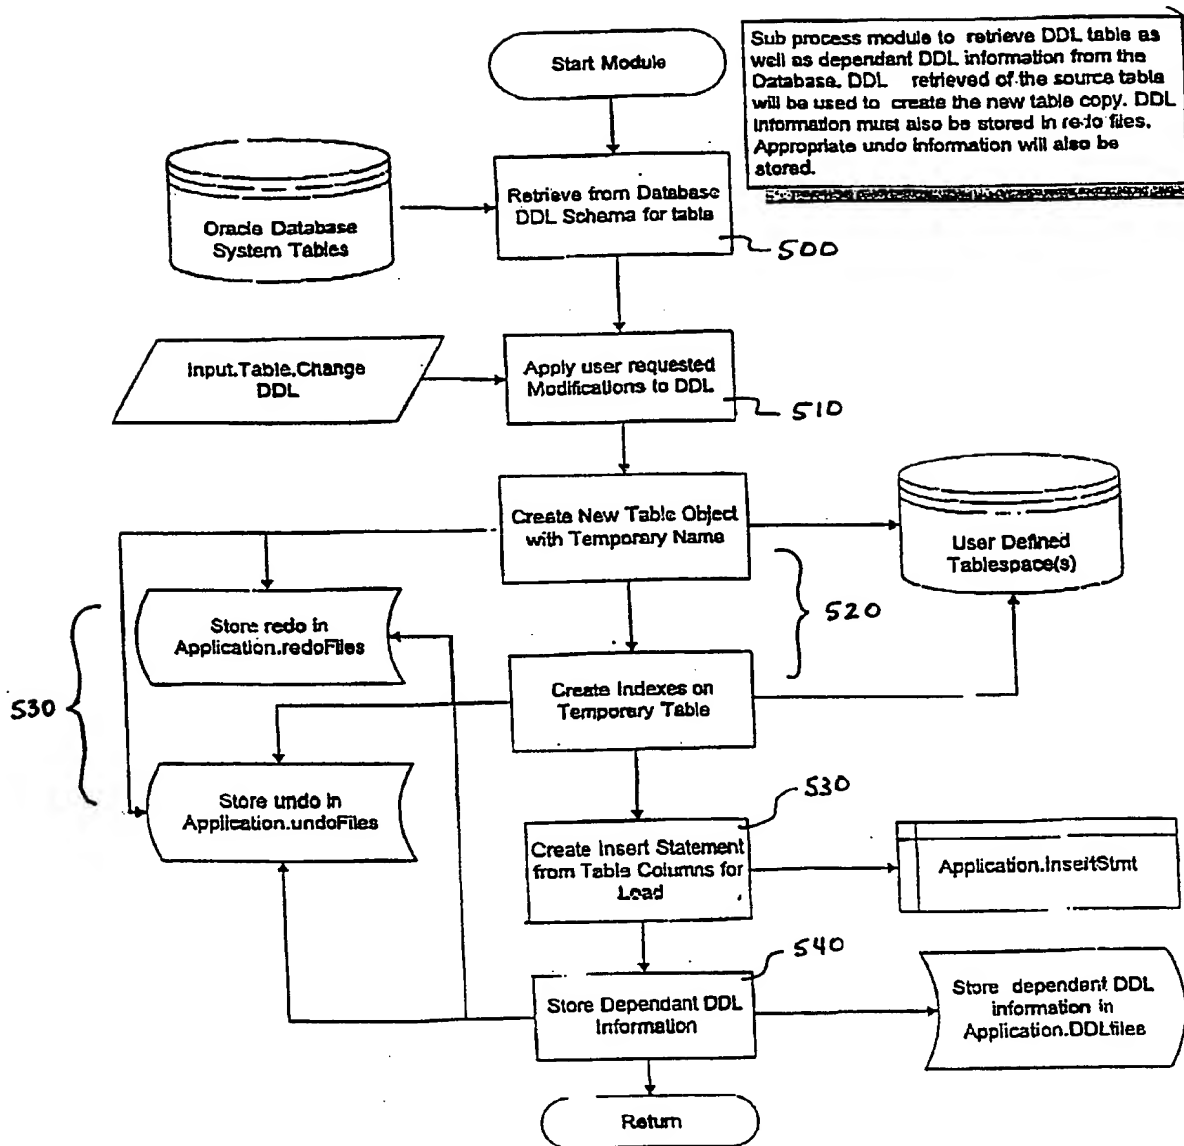 Start Module
Sub process module to retrieve DDL table as
well as dependant DDL information from the
Database. DDL retrieved of the source table
will be used to create the new table copy. DDL
Information must also be stored in redo files.
Appropriate undo information will also be
stored.
Oracle Database
System Tables
Retrieve from Database
DDL Schema for table
500
Input.Table.Change
DDL
Apply user requested
Modifications to DDL
510
Create New Table Object
with Temporary Name
User Defined
Tablespace(s)
520
Store redo in
Application.redoFiles
530
Create Indexes on
Temporary Table
Store undo in
Application.undoFiles
530
Create Insert Statement
from Table Columns for
Load
Application.InsertStmt
540
Store Dependant DDL
Information
Store dependent DDL
information in
Application.DDLfiles
Return